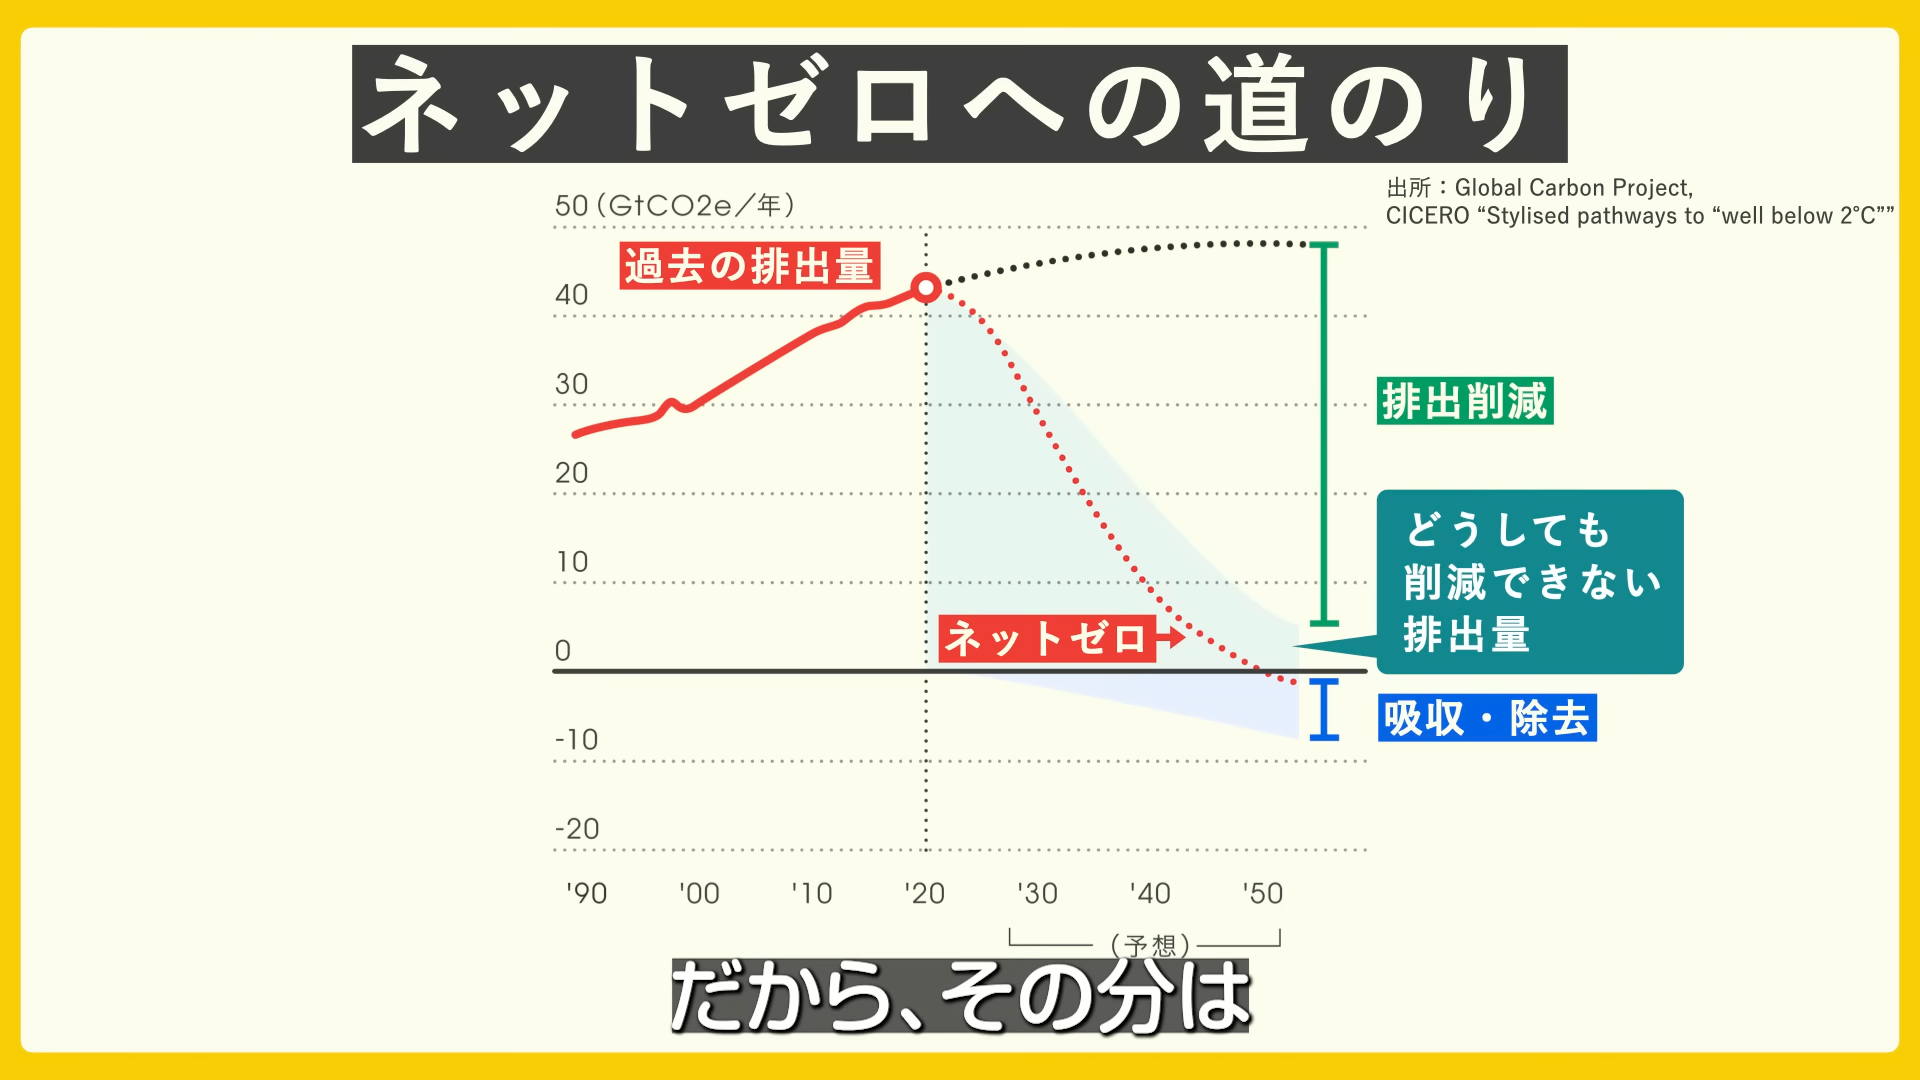 ネットゼロへの道のり
出所：Global Carbon Project,
CICERO “Stylised pathways to “well below 2°C””
50（GtCO2e／年）
過去の排出量
40
30
排出削減
20
どうしても
削減できない
排出量
10
ネットゼロ
0
吸収・除去
-10
-20
'90 '00 '10 '20 '30 '40 '50
（予想）
だから、その分は